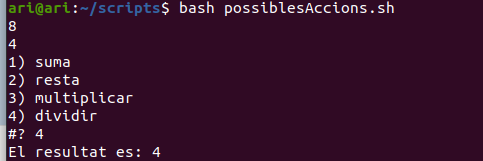 ari@ari:~/scripts$ bash possiblesAccions.sh
8
4
1) suma
2) resta
3) multiplicar
4) dividir
#? 4
El resultat es: 4